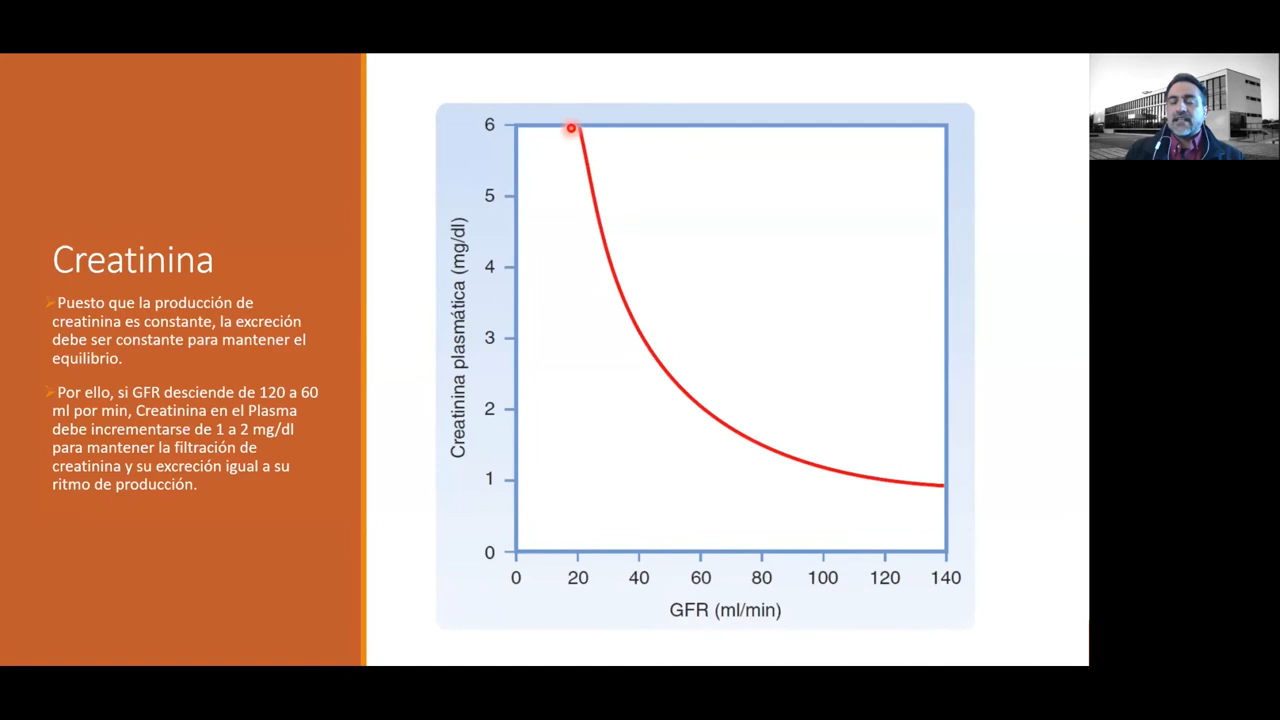 Creatinina
Puesto que la producción de
creatinina es constante, la excreción
debe ser constante para mantener el
equilibrio.
Por ello, si GFR desciende de 120 a 60
ml por min, Creatinina en el Plasma
debe incrementarse de 1 a 2 mg/dl
para mantener la filtración de
creatinina y su excreción igual a su
ritmo de producción.
Creatinina plasmática (mg/dl)
6
5
4
3
2
1
0
0 20 40 60 80 100 120 140
GFR (ml/min)